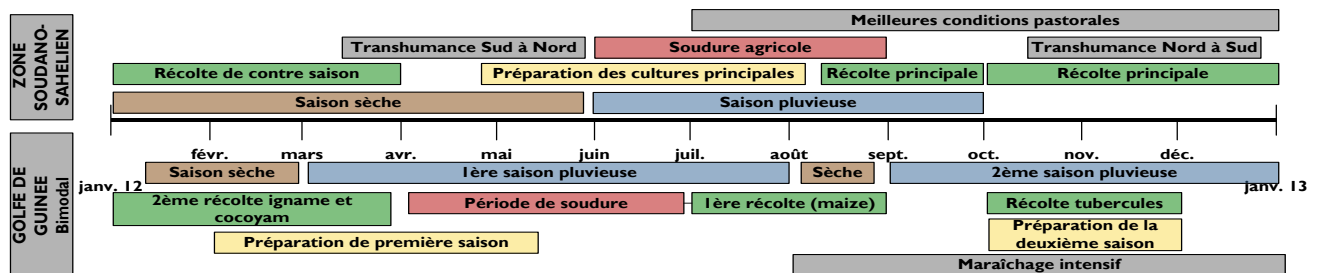 ZONE
SOUDANO-
SAHELIEN
Meilleures conditions pastorales
Transhumance Sud à Nord
Soudure agricole
Transhumance Nord à Sud
Récolte de contre saison
Préparation des cultures principales
Récolte principale
Récolte principale
Saison sèche
Saison pluvieuse
janv. 12
févr.
mars
avr.
mai
juin
juil.
août
sept.
oct.
nov.
déc.
janv. 13
GOLFE DE
GUINEE
Bimodal
Saison sèche
1ère saison pluvieuse
Sèche
2ème saison pluvieuse
2ème récolte igname et
cocoyam
Période de soudure
1ère récolte (maize)
Récolte tubercules
Préparation de première saison
Préparation de la
deuxième saison
Maraîchage intensif